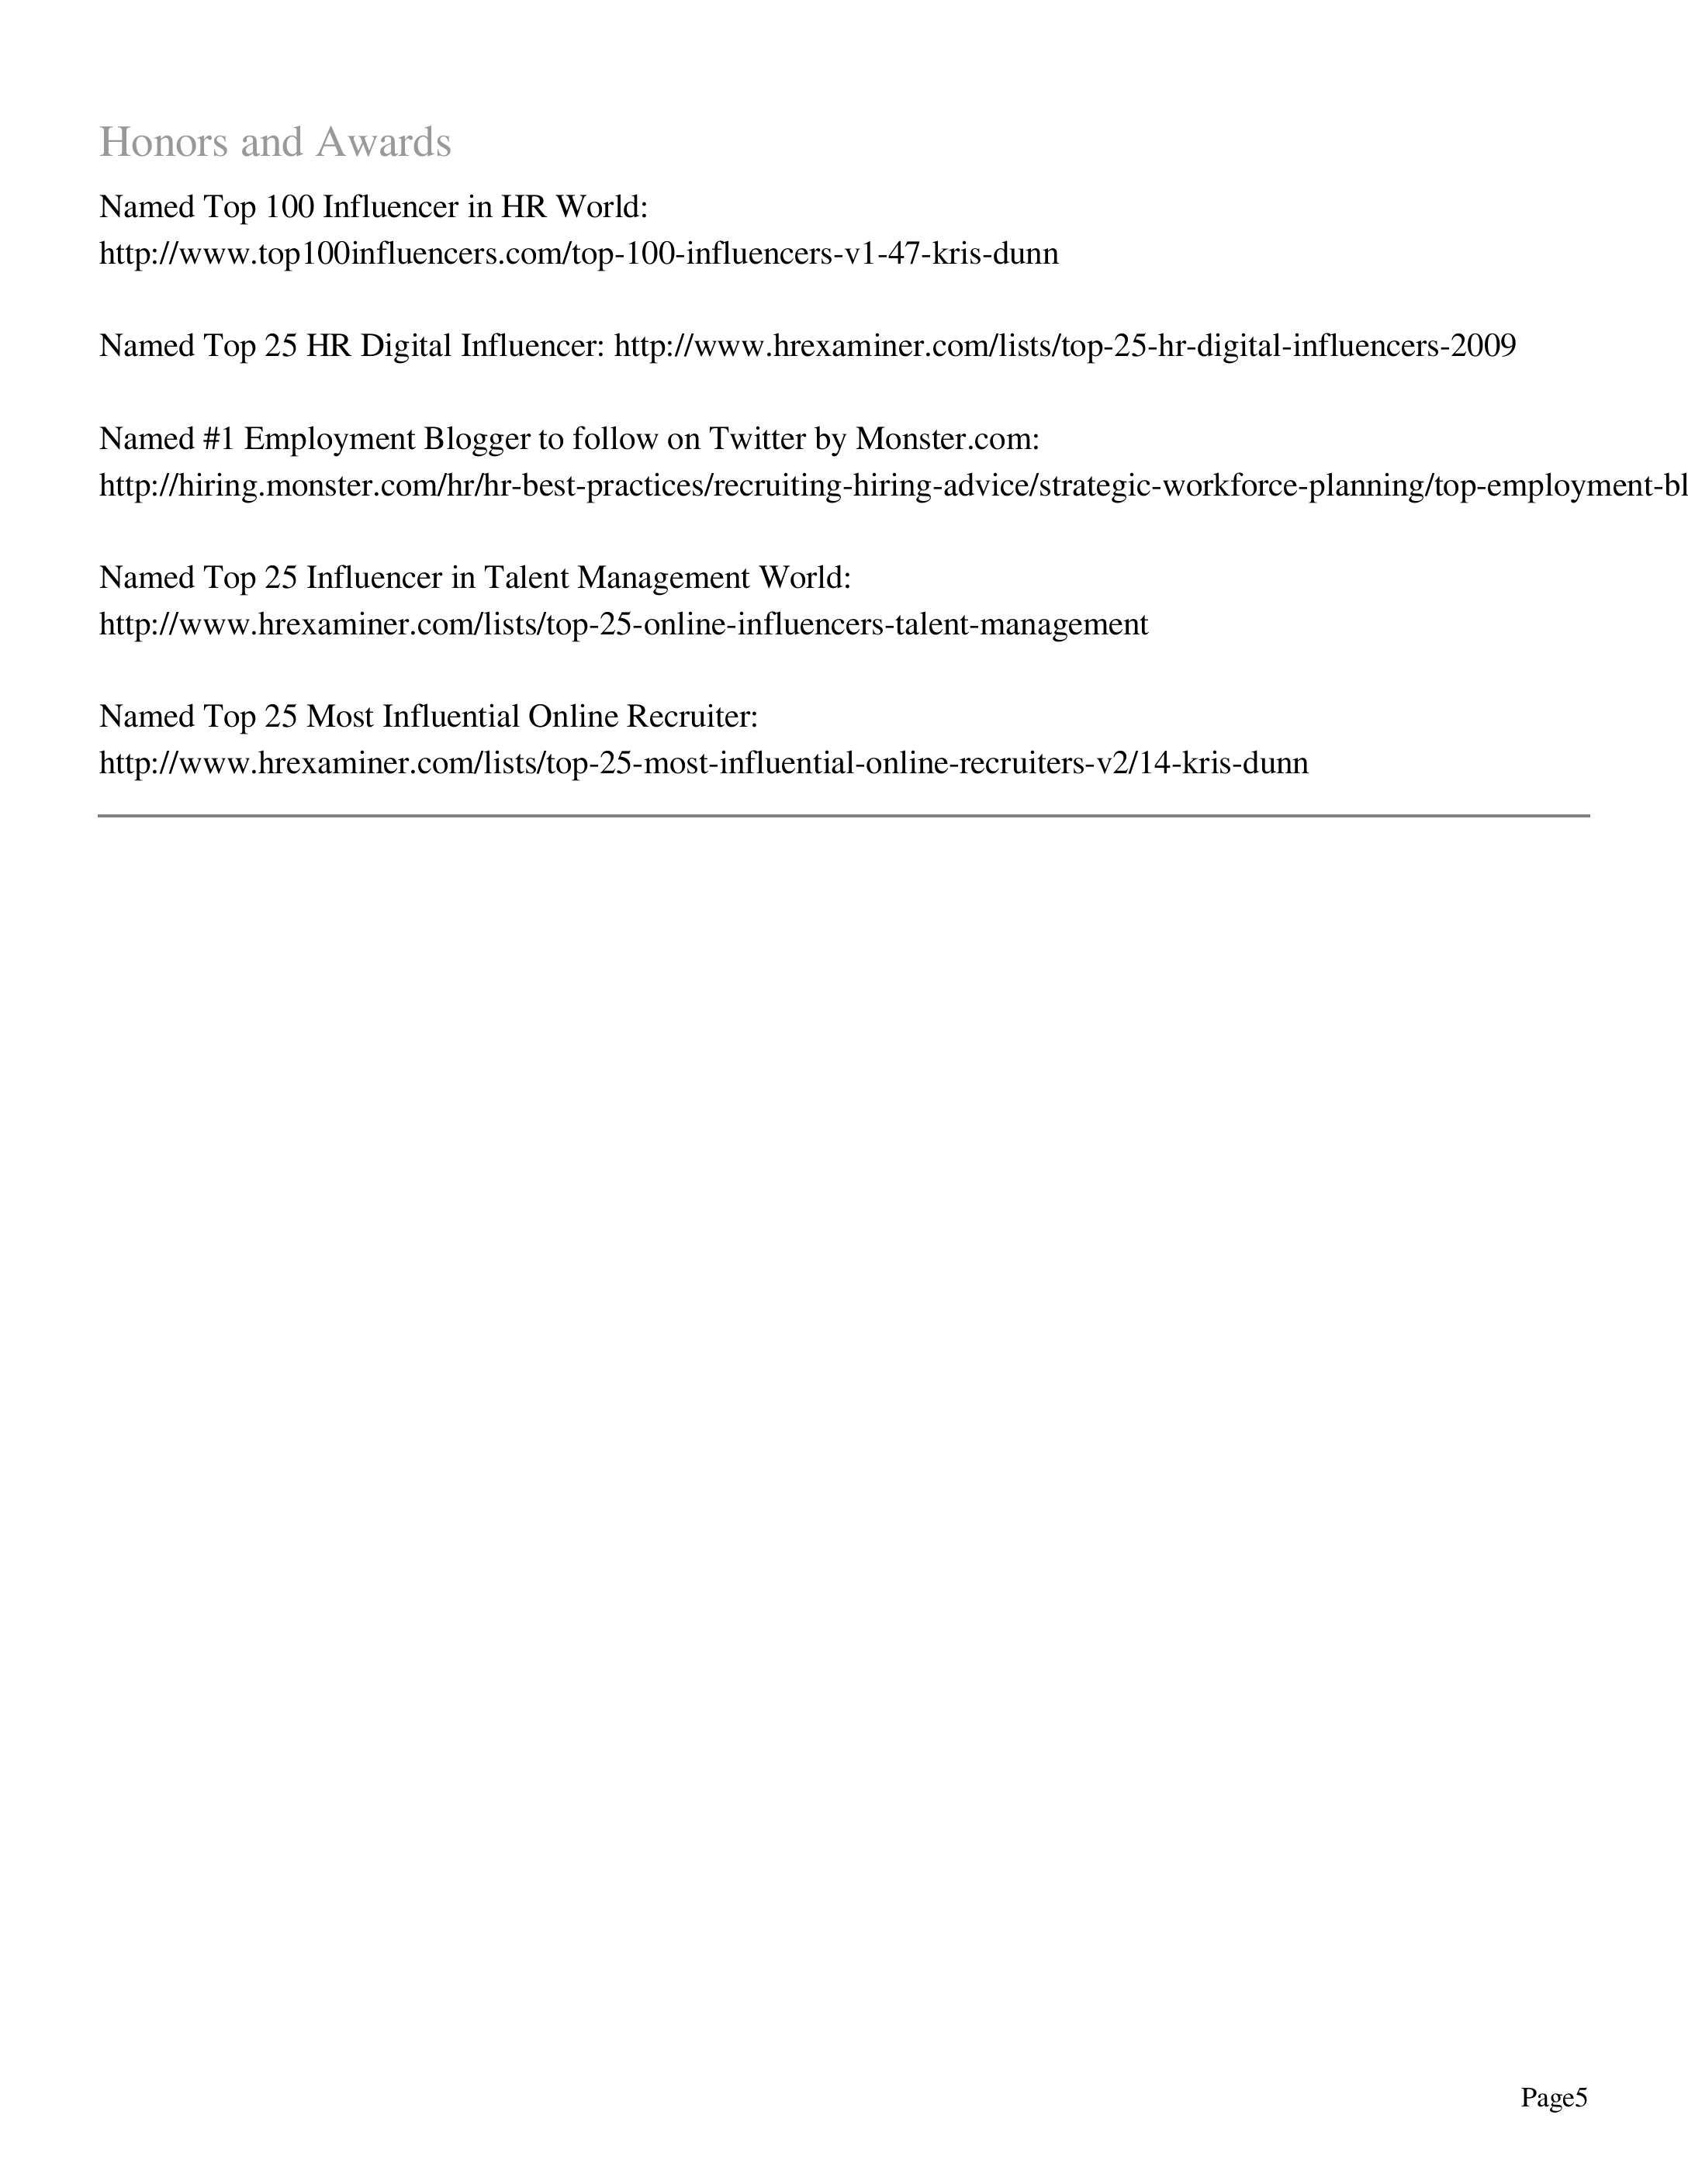 Honors and Awards
Named Top 100 Influencer in HR World:
http://www.top100influencers.com/top-100-influencers-v1-47-kris-dunn
Named Top 25 HR Digital Influencer: http://www.hrexaminer.com/lists/top-25-hr-digital-influencers-2009
Named #1 Employment Blogger to follow on Twitter by Monster.com:
http://hiring.monster.com/hr/hr-best-practices/recruiting-hiring-advice/strategic-workforce-planning/top-employment-bl
Named Top 25 Influencer in Talent Management World:
http://www.hrexaminer.com/lists/top-25-online-influencers-talent-management
Named Top 25 Most Influential Online Recruiter:
http://www.hrexaminer.com/lists/top-25-most-influential-online-recruiters-v2/14-kris-dunn
Page5